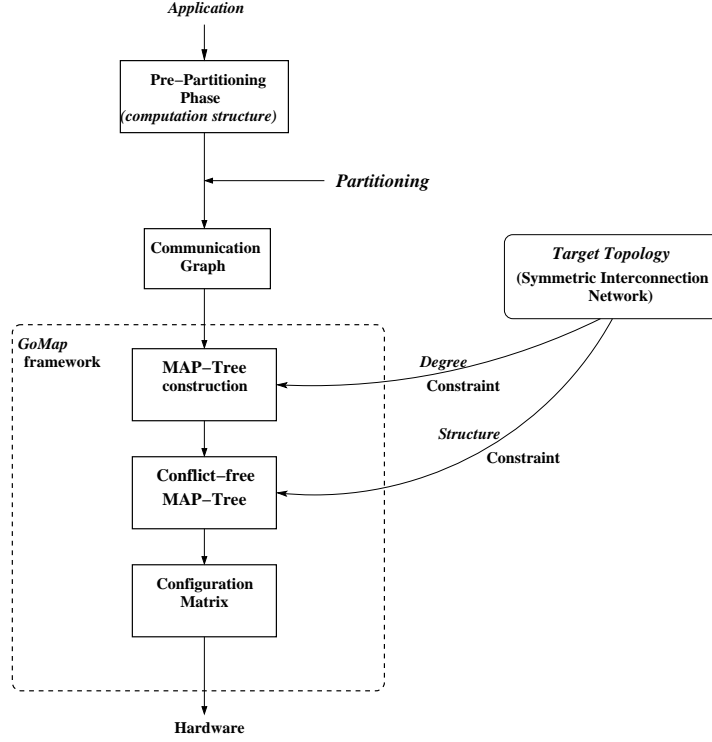 Application
Pre-Partitioning
Phase
(computation structure)
Partitioning
Communication
Graph
Target Topology
(Symmetric Interconnection
Network)
GoMap
framework
MAP-Tree
construction
Degree
Constraint
Structure
Constraint
Conflict-free
MAP-Tree
Configuration
Matrix
Hardware